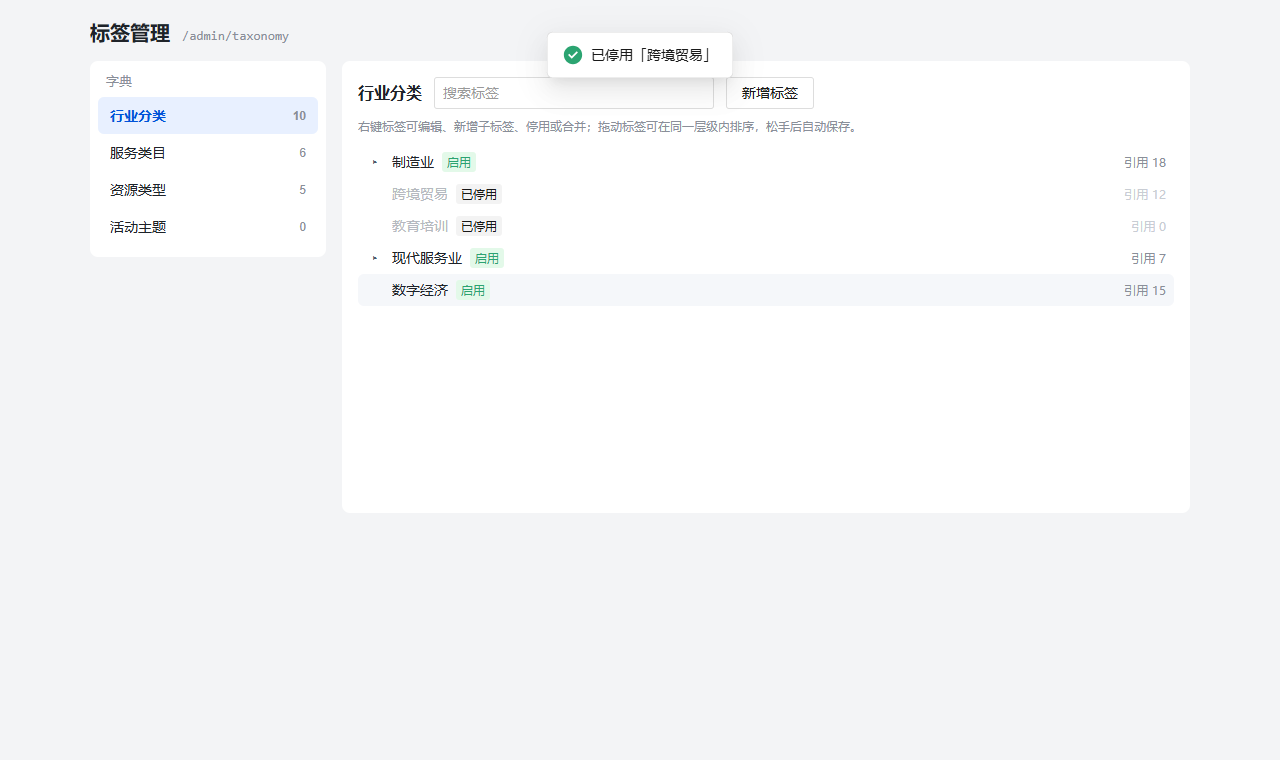 标签管理 /admin/taxonomy
已停用「跨境贸易」
字典
行业分类 10
服务类目 6
资源类型 5
活动主题 0
行业分类 搜索标签 新增标签
右键标签可编辑、新增子标签、停用或合并；拖动标签可在同一层级内排序，松手后自动保存。
制造业 启用 引用 18
跨境贸易 已停用 引用 12
教育培训 已停用 引用 0
现代服务业 启用 引用 7
数字经济 启用 引用 15